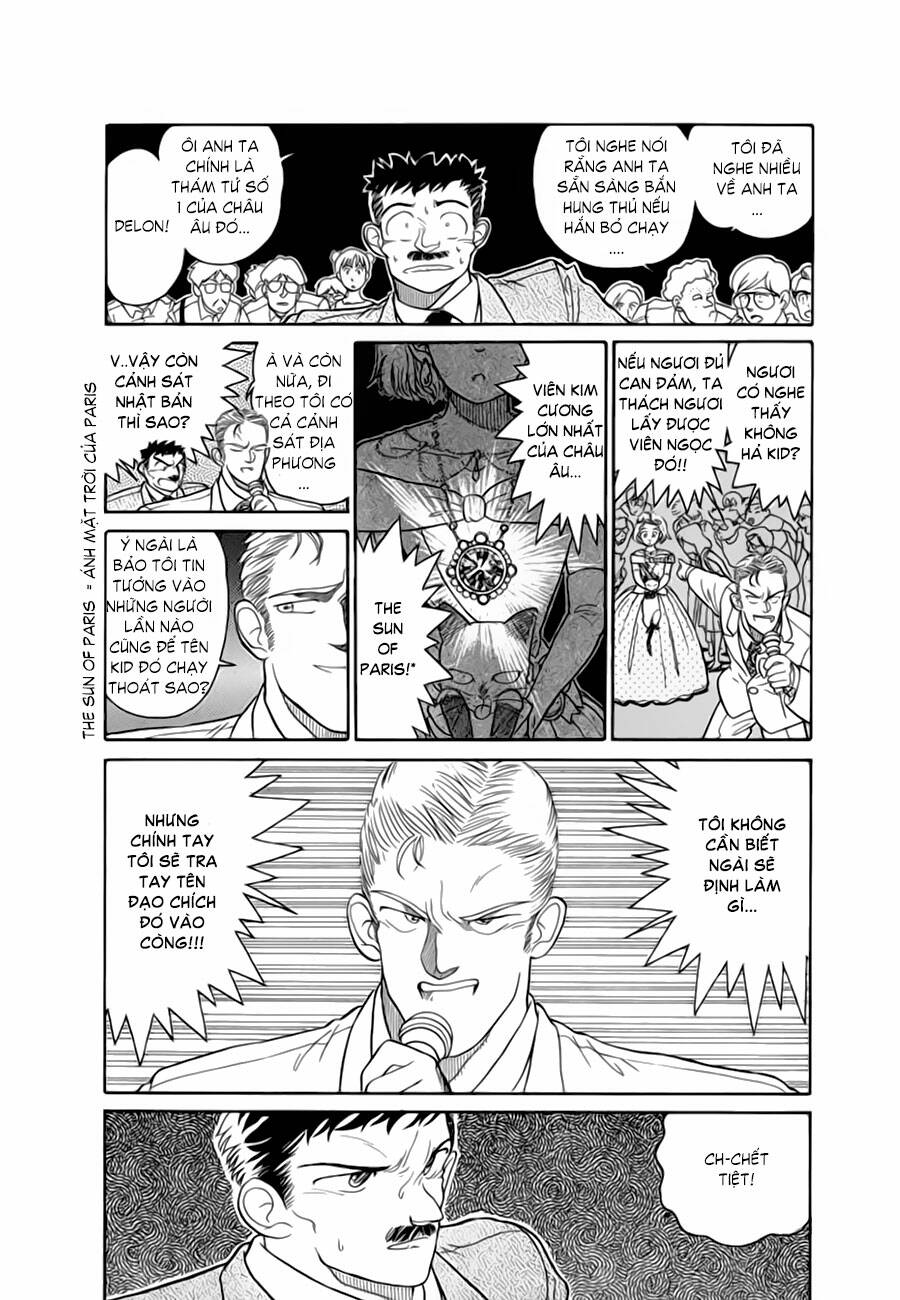 TÔI ĐÃ
NGHE NHIỀU
VỀ ANH TA
...
TÔI NGHE NÓI
RẰNG ANH TA
SẴN SÀNG BẮN
HUNG THỦ NẾU
HẮN BỎ CHẠY
....
ÔI ANH TA
CHÍNH LÀ
THÁM TỬ SỐ
1 CỦA CHÂU
ÂU ĐÓ...
DELON!
NGƯƠI
CÓ NGHE
THẤY
KHÔNG
HẢ KID?
NẾU NGƯƠI ĐỦ
CAN ĐẢM, TA
THÁCH NGƯƠI
LẤY ĐƯỢC
VIÊN NGỌC
ĐÓ!!
VIÊN KIM
CƯƠNG
LỚN NHẤT
CỦA CHÂU
ÂU...
THE
SUN
OF
PARIS!*
À VÀ CÒN
NỮA, ĐI
THEO TÔI CÓ
CẢ CẢNH
SÁT ĐỊA
PHƯƠNG
...
V..VẬY CÒN
CẢNH SÁT
NHẬT BẢN
THÌ SAO?
Ý NGÀI LÀ
BẢO TÔI TIN
TƯỞNG VÀO
NHỮNG NGƯỜI
LẦN NÀO
CŨNG ĐỂ TÊN
KID ĐÓ CHẠY
THOÁT SAO?
THE SUN OF PARIS = ÁNH MẶT TRỜI CỦA PARIS
TÔI KHÔNG
CẦN BIẾT
NGÀI SẼ
ĐỊNH LÀM
GÌ...
NHƯNG
CHÍNH TAY
TÔI SẼ TRA
TAY TÊN
ĐẠO CHÍCH
ĐÓ VÀO
CÒNG!!!
CH-CHẾT
TIỆT!